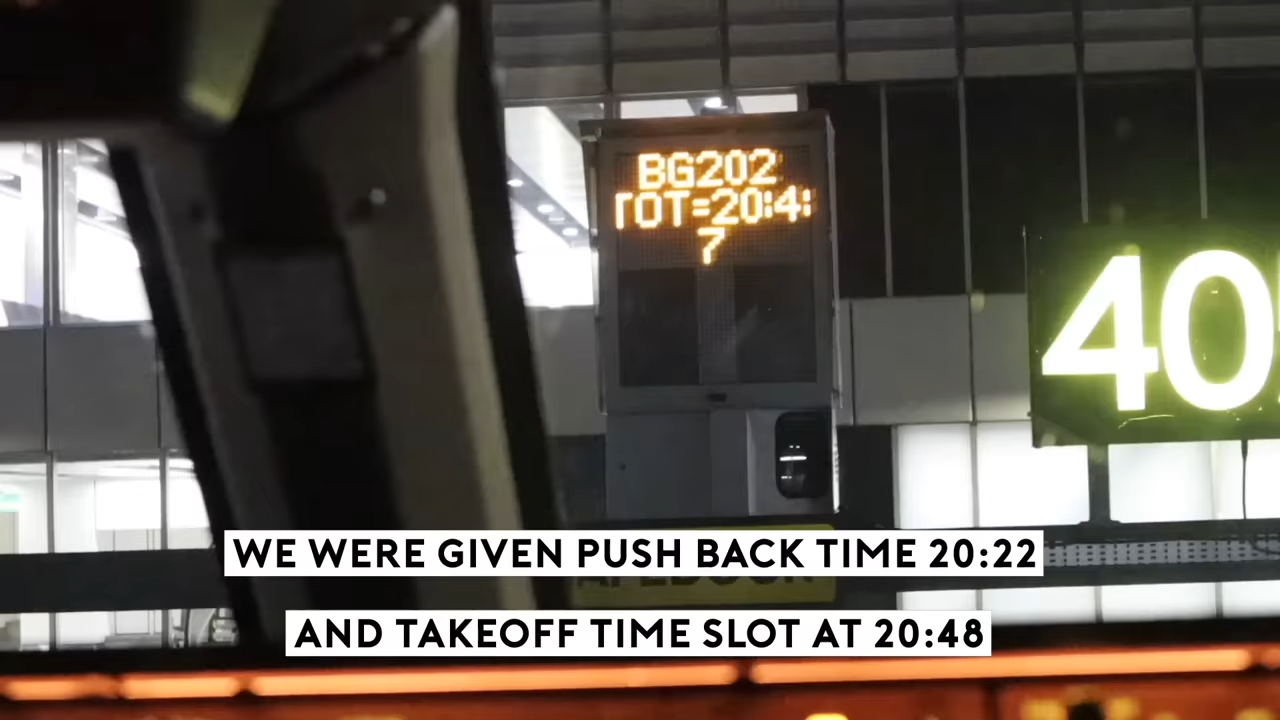 BG202
TOT=20:4:
7
40
WE WERE GIVEN PUSH BACK TIME 20:22
AND TAKEOFF TIME SLOT AT 20:48